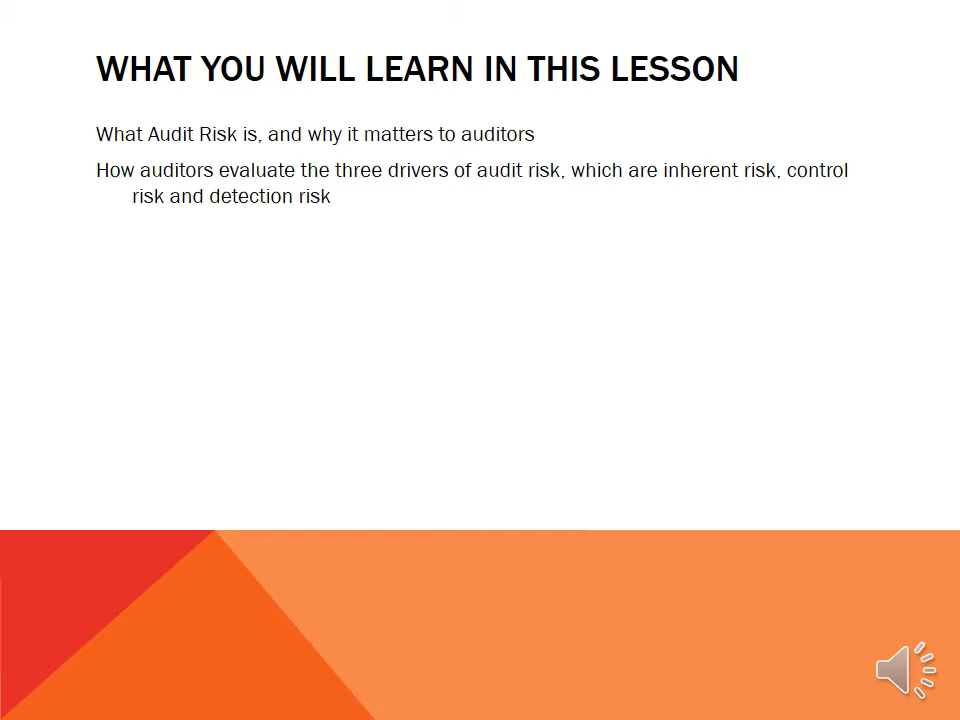 WHAT YOU WILL LEARN IN THIS LESSON
What Audit Risk is, and why it matters to auditors
How auditors evaluate the three drivers of audit risk, which are inherent risk, control
risk and detection risk